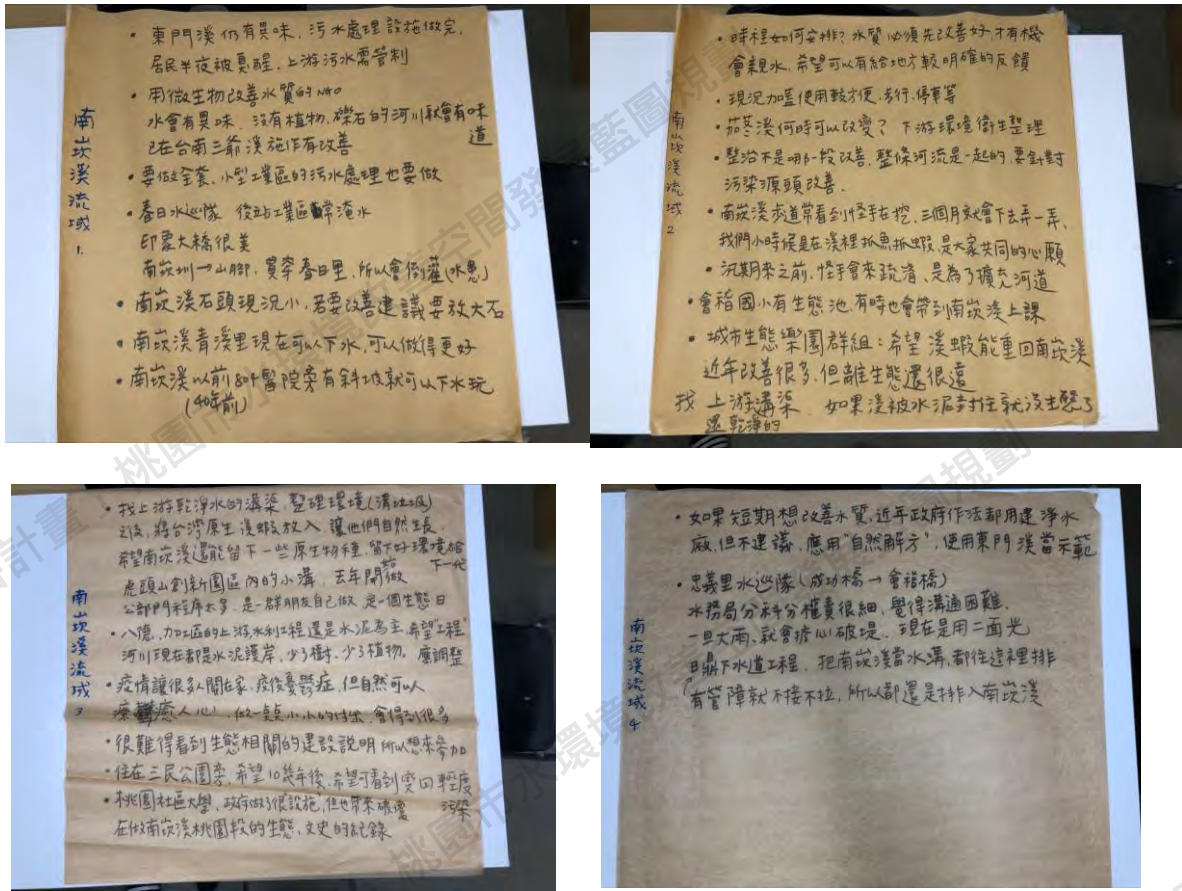 南崁溪流域 1.
• 東門溪仍有異味，污水處理設施做完，
居民半夜被臭醒，上游污水需管制
• 用微生物改善水質的NGO
水會有異味，沒有植物、礫石的河川就會有味道
已在台南三爺溪施作有改善
• 要做全套、小型工業區的污水處理也要做
• 春日水巡隊 後站工業區常淹水
印象大橋很美
南崁圳→山腳，貫穿春日里，所以會倒灌(水患)
• 南崁溪石頭現況小，若要改善建議要放大石
• 南崁溪青溪里現在可以下水，可以做得更好
• 南崁溪以前804醫院旁有斜坡就可以下水玩
(40年前)
南崁溪流域 2
• 時程如何安排？水質必須先改善好，才有機
會親水，希望可以有給地方較明確的反饋
• 現況加蓋使用較方便，步行、停車等
• 茄苳溪何時可以改變？下游環境衛生整理
• 整治不是哪一段改善，整條河流是一起的，要針對
污染源頭改善。
• 南崁溪步道常看到怪手在挖，三個月就會下去弄一弄，
我們小時候是在溪裡抓魚抓蝦，是大家共同的心願
• 汛期來之前，怪手會來疏濬，是為了擴充河道
• 會稽國小有生態池，有時也會帶到南崁溪上課
• 城市生態樂園群組：希望溪蝦能重回南崁溪
近年改善很多，但離生態還很遠
找 上游溝渠 如果溪被水泥封住就沒生態了
還乾淨的
南崁溪流域 3
• 找上游乾淨水的溝渠，整理環境(清垃圾)
之後，將台灣原生溪蝦放入 讓他們自然生長
希望南崁溪還能留下一些原生物種，留下好環境給下一代
虎頭山創新園區內的小溝，去年開始做
公部門程序太多，是一群朋友自己做，定一個生態日
• 八德，加工區的上游水利工程還是水泥為主，希望"工程"
河川現在都是水泥護岸，少了樹、少了植物。應調整
• 疫情讓很多人關在家，疫後憂鬱症，但自然可以
療癒人心，做一點點小小的付出，會得到很多
• 很難得看到生態相關的建設說明 所以想來參加
• 住在三民公園旁，希望10幾年後，希望可看到變回輕度污染
• 桃園社區大學，政府做了很設施，但也帶來破壞
在做南崁溪桃園段的生態、文史的紀錄
南崁溪流域 4
• 如果短期想改善水質，近年政府作法都用建淨水
廠，但不建議，應用"自然解方"，使用東門溪當示範
• 忠義里水巡隊(成功橋→會稽橋)
水務局分科分權責很細，覺得溝通困難，
一旦大雨，就會擔心破堤，現在是用二面光
日鼎下水道工程，把南崁溪當水溝，都往這裡排
有管障就不接不拉，所以都還是排入南崁溪